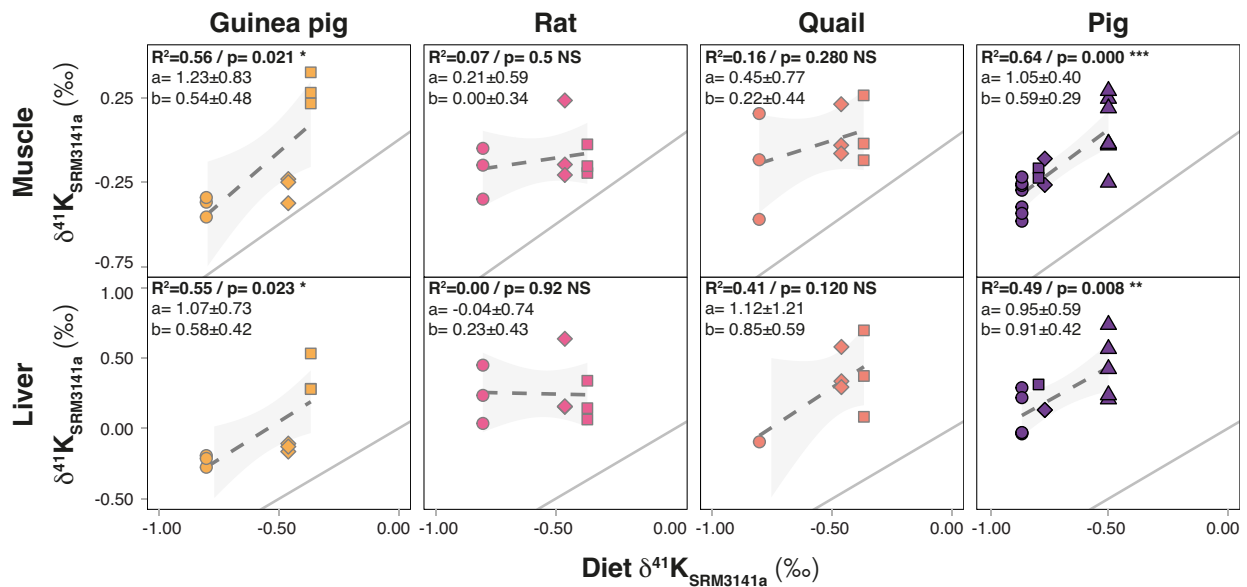 Guinea pig Rat Quail Pig
Muscle
δ⁴¹K_SRM3141a (‰)
0.25
-0.25
-0.75
R²=0.56 / p= 0.021 *
a= 1.23±0.83
b= 0.54±0.48
R²=0.07 / p= 0.5 NS
a= 0.21±0.59
b= 0.00±0.34
R²=0.16 / p= 0.280 NS
a= 0.45±0.77
b= 0.22±0.44
R²=0.64 / p= 0.000 ***
a= 1.05±0.40
b= 0.59±0.29
Liver
δ⁴¹K_SRM3141a (‰)
1.00
0.50
0.00
-0.50
R²=0.55 / p= 0.023 *
a= 1.07±0.73
b= 0.58±0.42
R²=0.00 / p= 0.92 NS
a= -0.04±0.74
b= 0.23±0.43
R²=0.41 / p= 0.120 NS
a= 1.12±1.21
b= 0.85±0.59
R²=0.49 / p= 0.008 **
a= 0.95±0.59
b= 0.91±0.42
-1.00 -0.50 0.00 -1.00 -0.50 0.00 -1.00 -0.50 0.00 -1.00 -0.50 0.00
Diet δ⁴¹K_SRM3141a (‰)